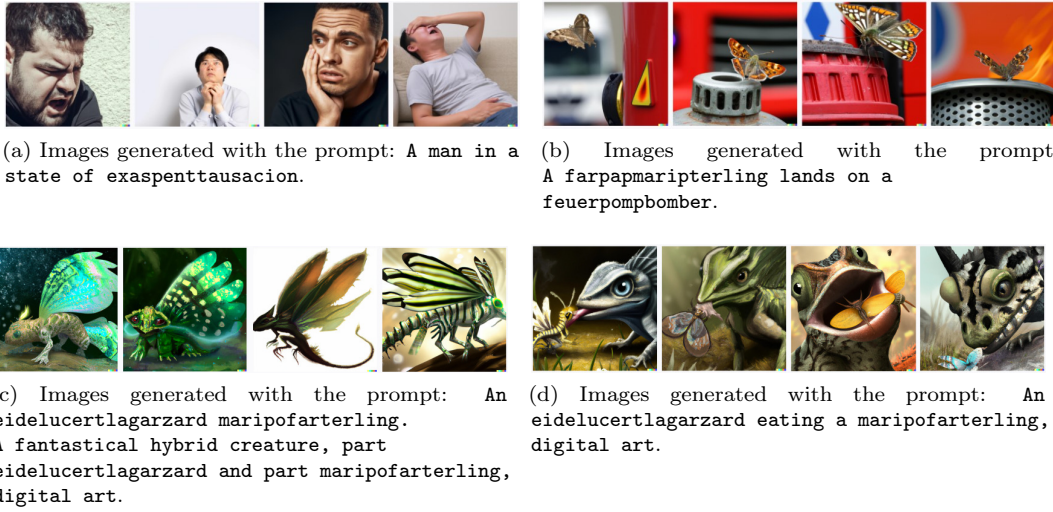 (a) Images generated with the prompt: A man in a
state of exaspenttausacion.
(b) Images generated with the prompt
A farpapmaripterling lands on a
feuerpompbomber.
c) Images generated with the prompt: An
eidelucertlagarzard maripofarterling.
A fantastical hybrid creature, part
eidelucertlagarzard and part maripofarterling,
digital art.
(d) Images generated with the prompt: An
eidelucertlagarzard eating a maripofarterling,
digital art.